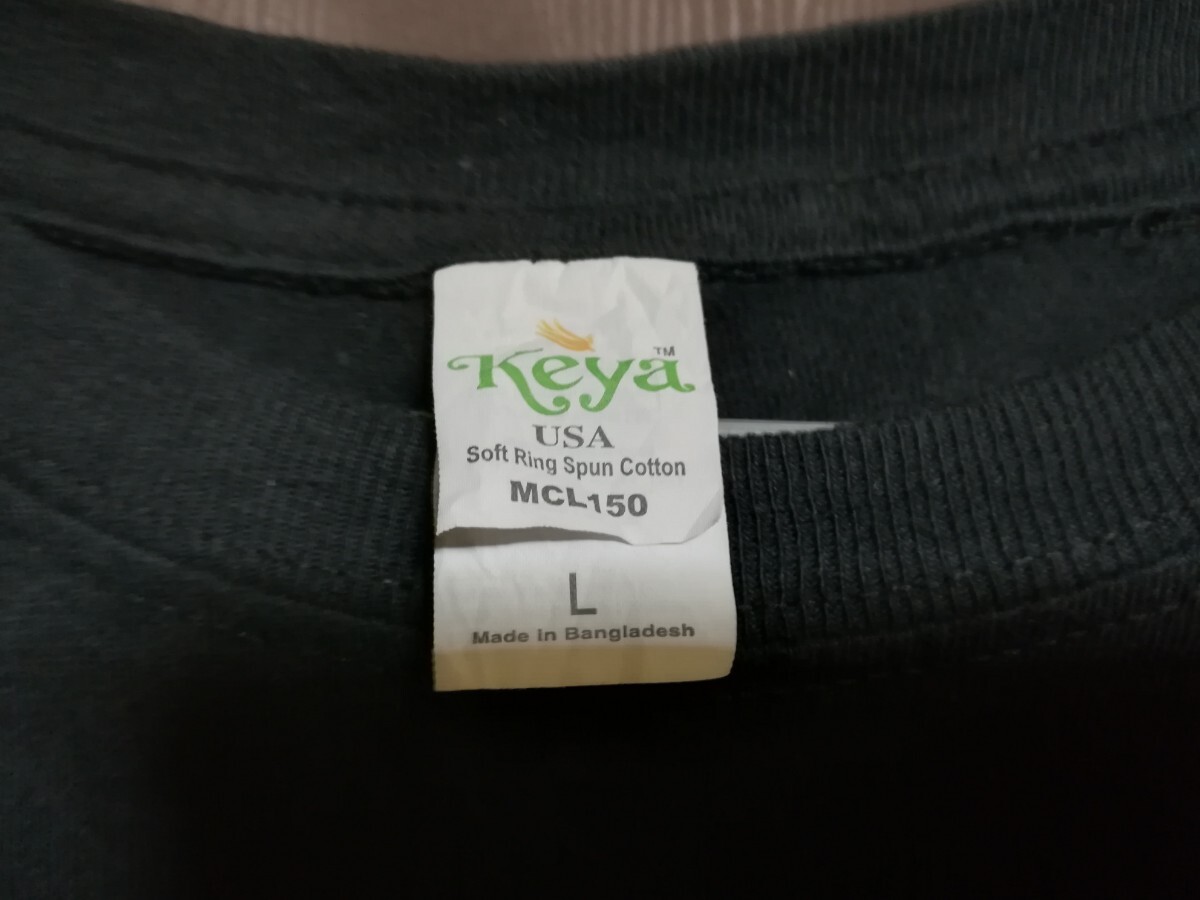 Keya™
USA
Soft Ring Spun Cotton
MCL150
L
Made in Bangladesh